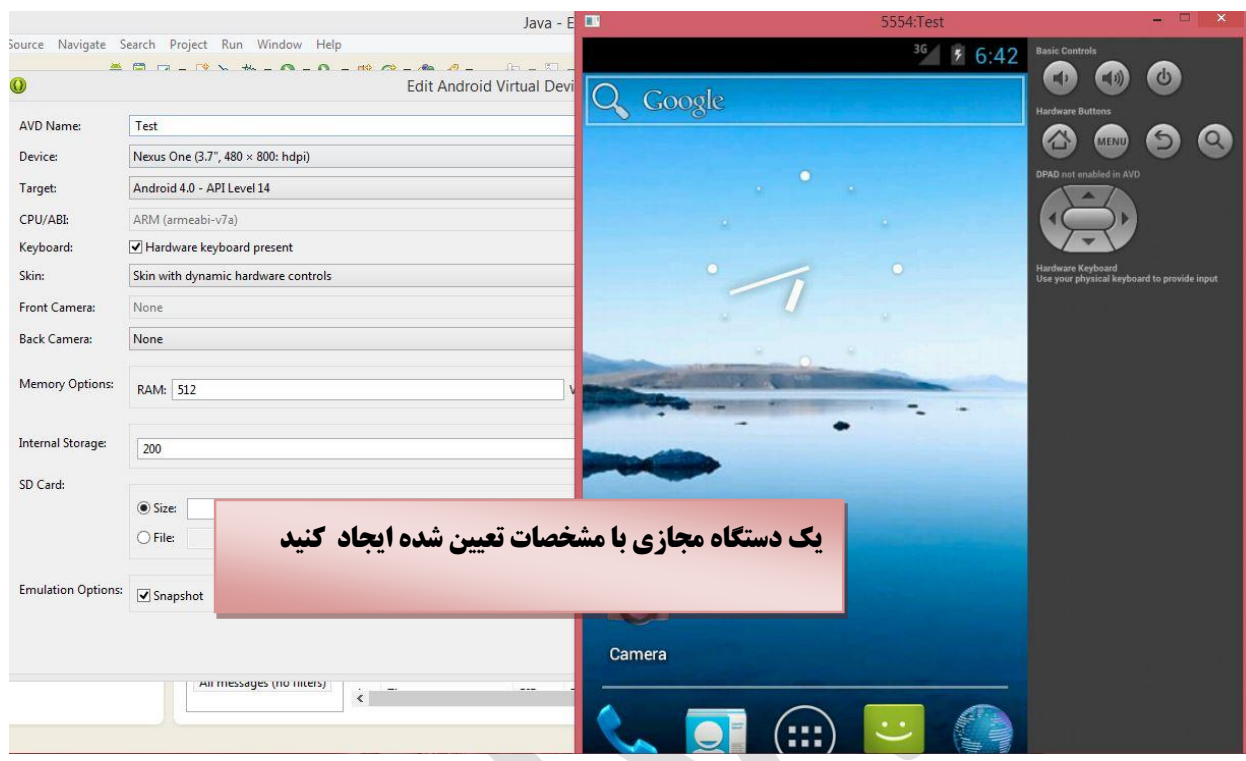 Java - E
5554:Test
Source Navigate Search Project Run Window Help
Edit Android Virtual Devi
AVD Name: Test
Device: Nexus One (3.7", 480 × 800: hdpi)
Target: Android 4.0 - API Level 14
CPU/ABI: ARM (armeabi-v7a)
Keyboard: Hardware keyboard present
Skin: Skin with dynamic hardware controls
Front Camera: None
Back Camera: None
Memory Options: RAM: 512
Internal Storage: 200
SD Card:
Size:
File:
Emulation Options: Snapshot
All messages (no filters)
یک دستگاه مجازی با مشخصات تعیین شده ایجاد کنید
3G 6:42
Google
Camera
Basic Controls
Hardware Buttons
MENU
DPAD not enabled in AVD
Hardware Keyboard
Use your physical keyboard to provide input